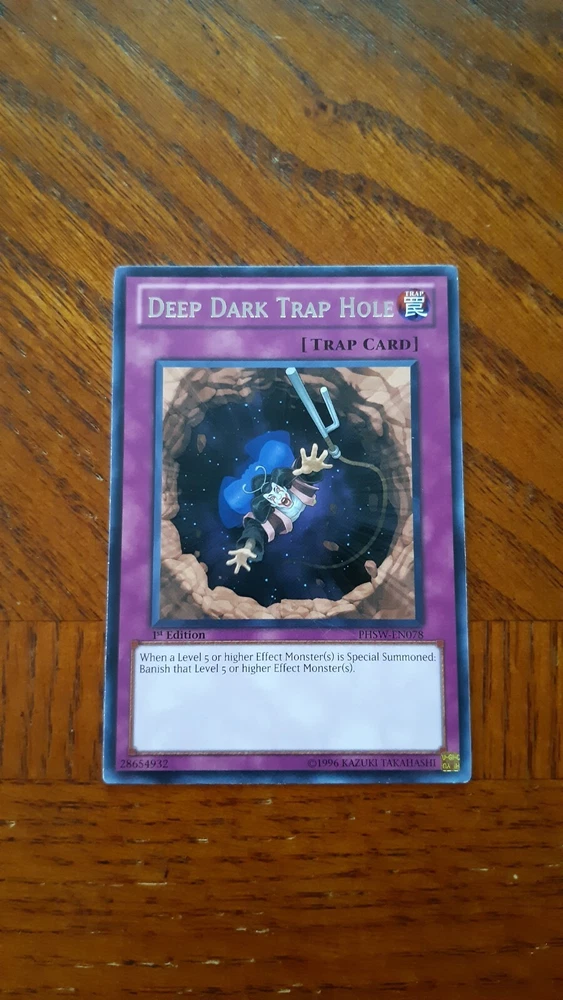 DEEP DARK TRAP HOLE
TRAP
罠
[TRAP CARD]
1st Edition
PHSW-EN078
When a Level 5 or higher Effect Monster(s) is Special Summoned:
Banish that Level 5 or higher Effect Monster(s).
28654932
©1996 KAZUKI TAKAHASHI